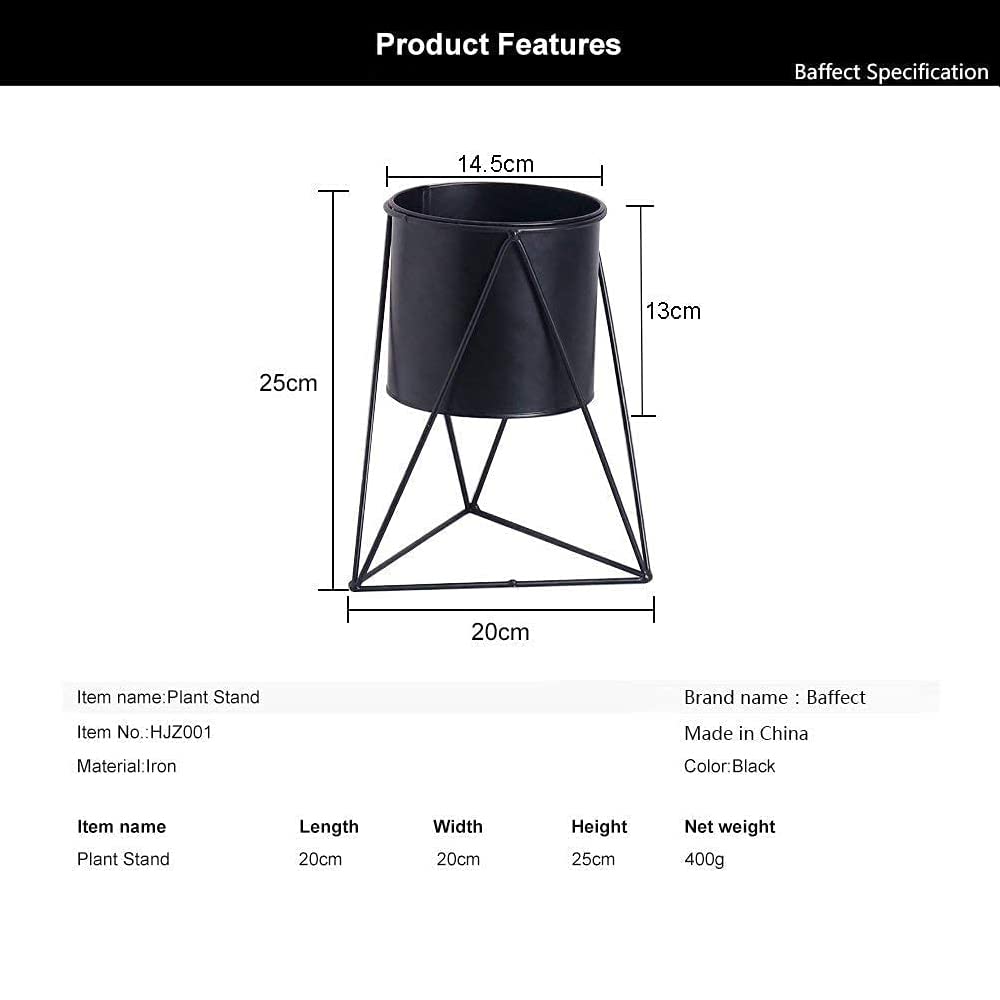 Product Features
Baffect Specification
14.5cm
13cm
25cm
20cm
Item name:Plant Stand
Brand name : Baffect
Item No.:HJZ001
Made in China
Material:Iron
Color:Black
Item name Length Width Height Net weight
Plant Stand 20cm 20cm 25cm 400g